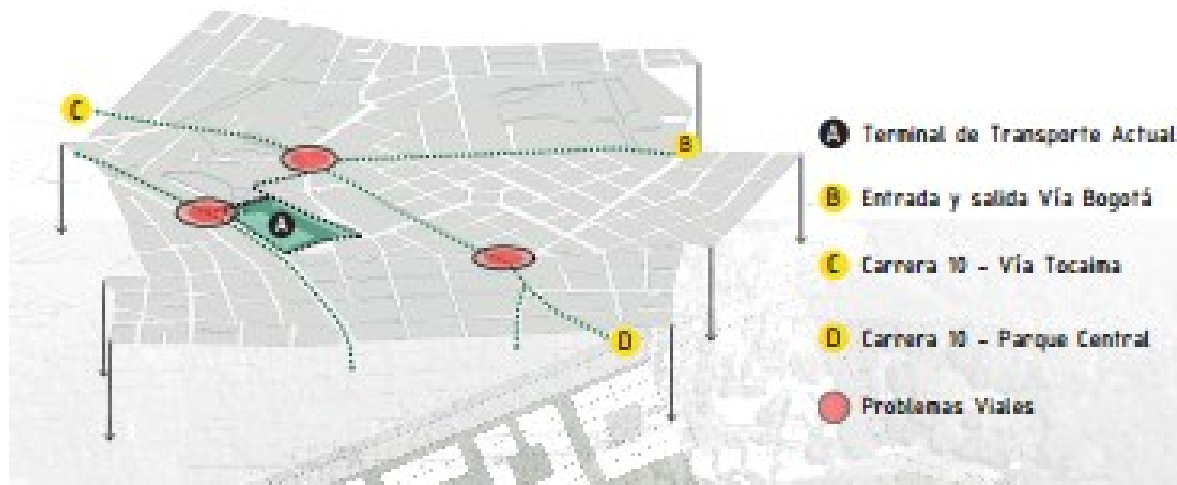 C
B
A
D
A Terminal de Transporte Actual
B Entrada y salida Vía Bogotá
C Carrera 10 - Vía Tocaima
D Carrera 10 - Parque Central
Problemas Viales